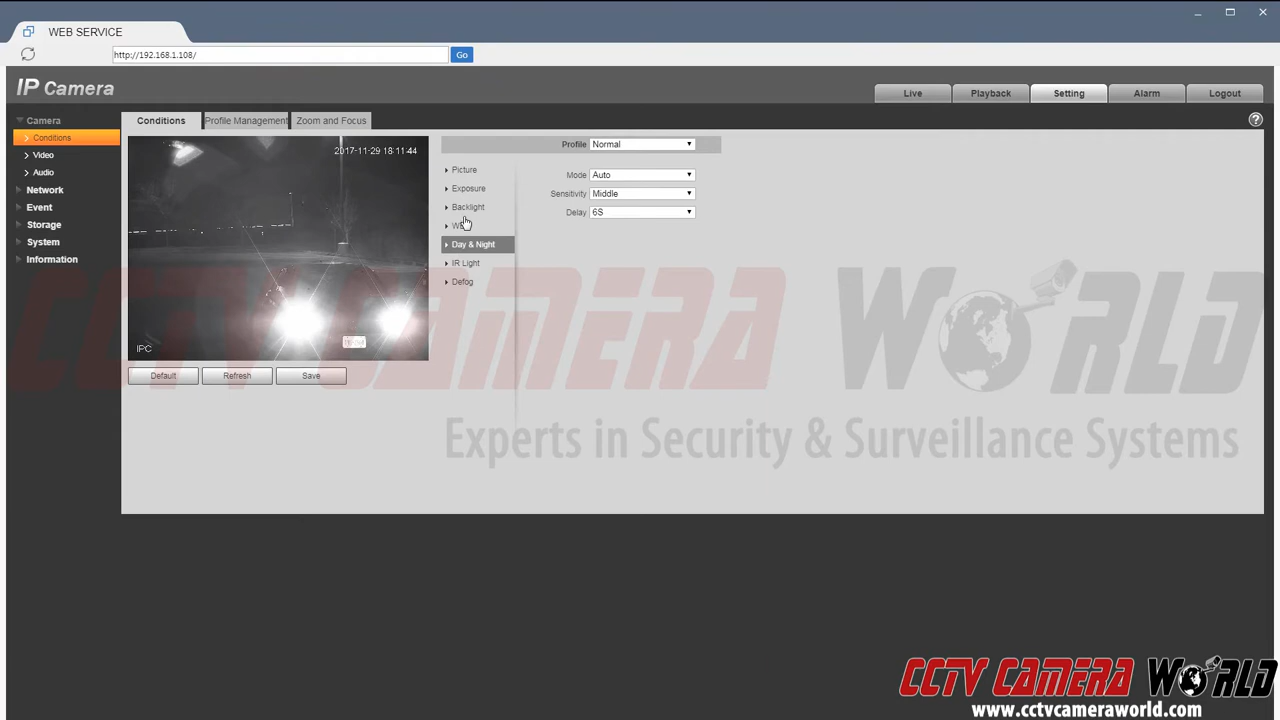 WEB SERVICE
http://192.168.1.108/
Go
IP Camera
Live
Playback
Setting
Alarm
Logout
Camera
Conditions
Video
Audio
Network
Event
Storage
System
Information
Conditions
Profile Management
Zoom and Focus
2017-11-29 18:11:44
IPC
Default
Refresh
Save
Picture
Exposure
Backlight
Day & Night
IR Light
Defog
Profile
Normal
Mode
Auto
Sensitivity
Middle
Delay
6S
CCTV CAMERA WORLD
Experts in Security & Surveillance Systems
CCTV CAMERA WORLD
www.cctvcameraworld.com